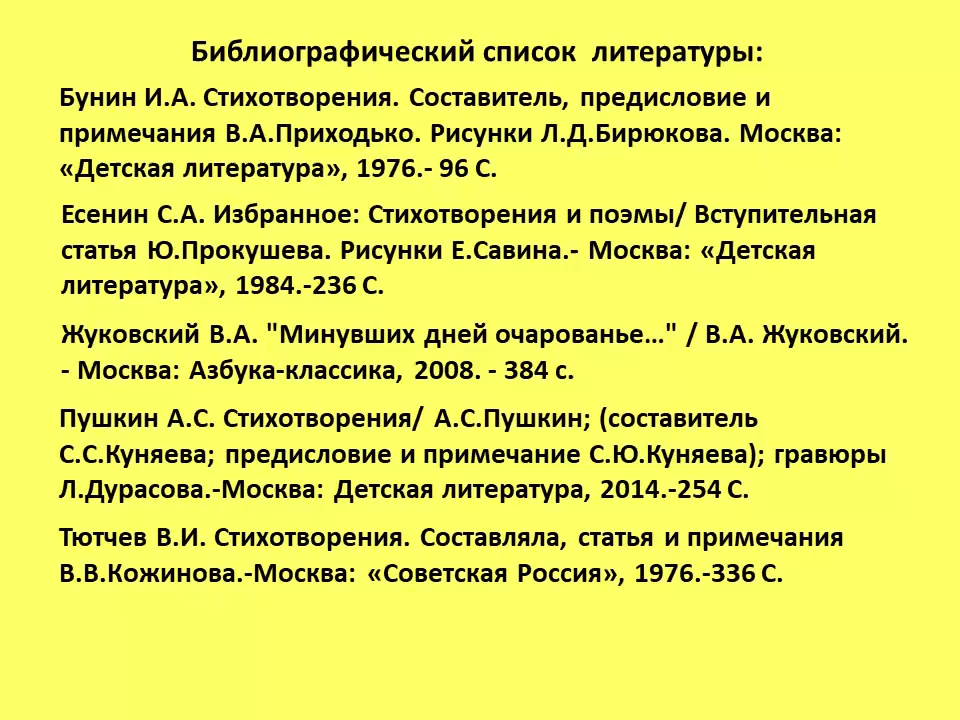 Библиографический список литературы:
Бунин И.А. Стихотворения. Составитель, предисловие и
примечания В.А.Приходько. Рисунки Л.Д.Бирюкова. Москва:
«Детская литература», 1976.- 96 С.
Есенин С.А. Избранное: Стихотворения и поэмы/ Вступительная
статья Ю.Прокушева. Рисунки Е.Савина.- Москва: «Детская
литература», 1984.-236 С.
Жуковский В.А. "Минувших дней очарованье…" / В.А. Жуковский.
- Москва: Азбука-классика, 2008. - 384 с.
Пушкин А.С. Стихотворения/ А.С.Пушкин; (составитель
С.С.Куняева; предисловие и примечание С.Ю.Куняева); гравюры
Л.Дурасова.-Москва: Детская литература, 2014.-254 С.
Тютчев В.И. Стихотворения. Составляла, статья и примечания
В.В.Кожинова.-Москва: «Советская Россия», 1976.-336 С.